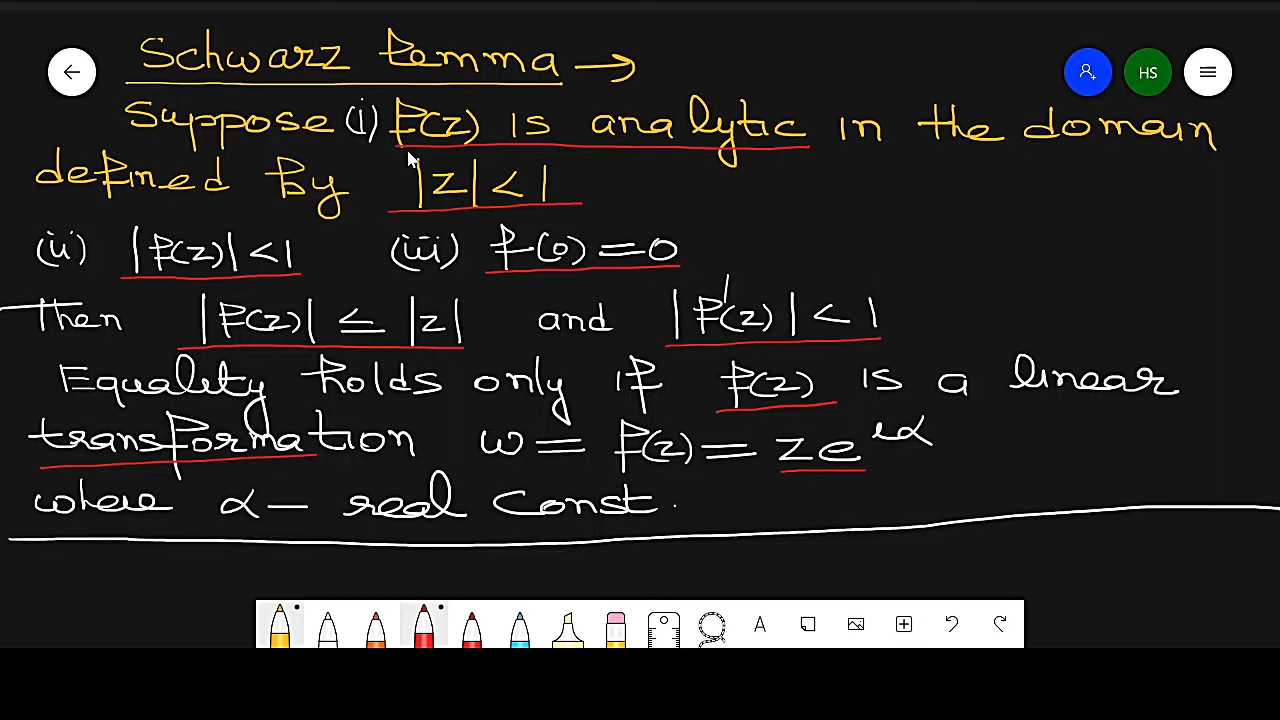 Schwarz Lemma →
Suppose (i) f(z) is analytic in the domain
defined by |z| < 1
(ii) |f(z)| < 1 (iii) f(0) = 0
Then |f(z)| ≤ |z| and |f'(z)| < 1
Equality holds only if f(z) is a linear
transformation w = f(z) = ze^{iα}
where α – real Const.
HS
A